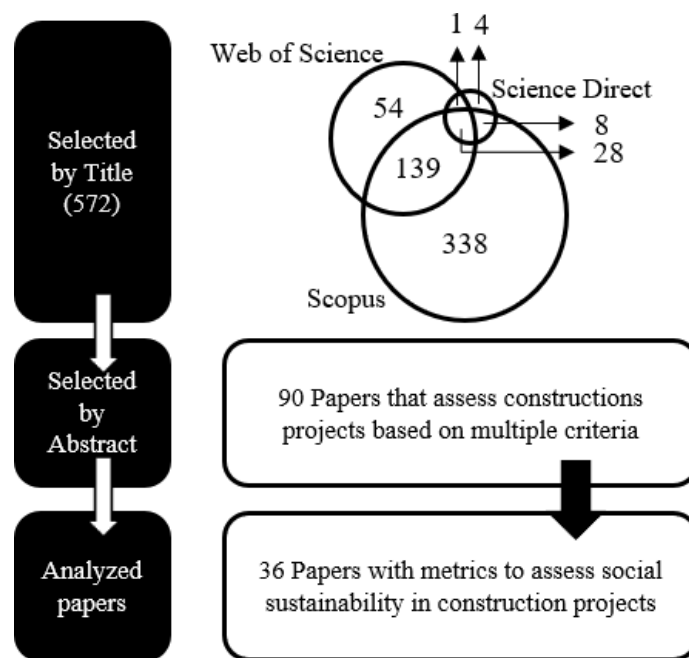 1 4
Web of Science
Science Direct
54
8
28
139
338
Scopus
Selected
by Title
(572)
Selected
by
Abstract
90 Papers that assess constructions
projects based on multiple criteria
Analyzed
papers
36 Papers with metrics to assess social
sustainability in construction projects